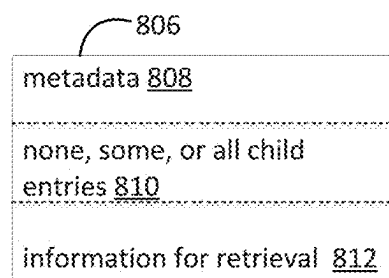 806
metadata 808
none, some, or all child
entries 810
information for retrieval 812